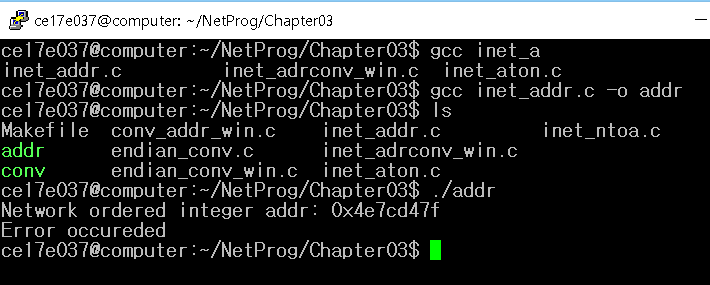 ce17e037@computer: ~/NetProg/Chapter03
ce17e037@computer:~/NetProg/Chapter03$ gcc inet_a
inet_addr.c inet_adrconv_win.c inet_aton.c
ce17e037@computer:~/NetProg/Chapter03$ gcc inet_addr.c -o addr
ce17e037@computer:~/NetProg/Chapter03$ ls
Makefile conv_addr_win.c inet_addr.c inet_ntoa.c
addr endian_conv.c inet_adrconv_win.c
conv endian_conv_win.c inet_aton.c
ce17e037@computer:~/NetProg/Chapter03$ ./addr
Network ordered integer addr: 0x4e7cd47f
Error occureded
ce17e037@computer:~/NetProg/Chapter03$